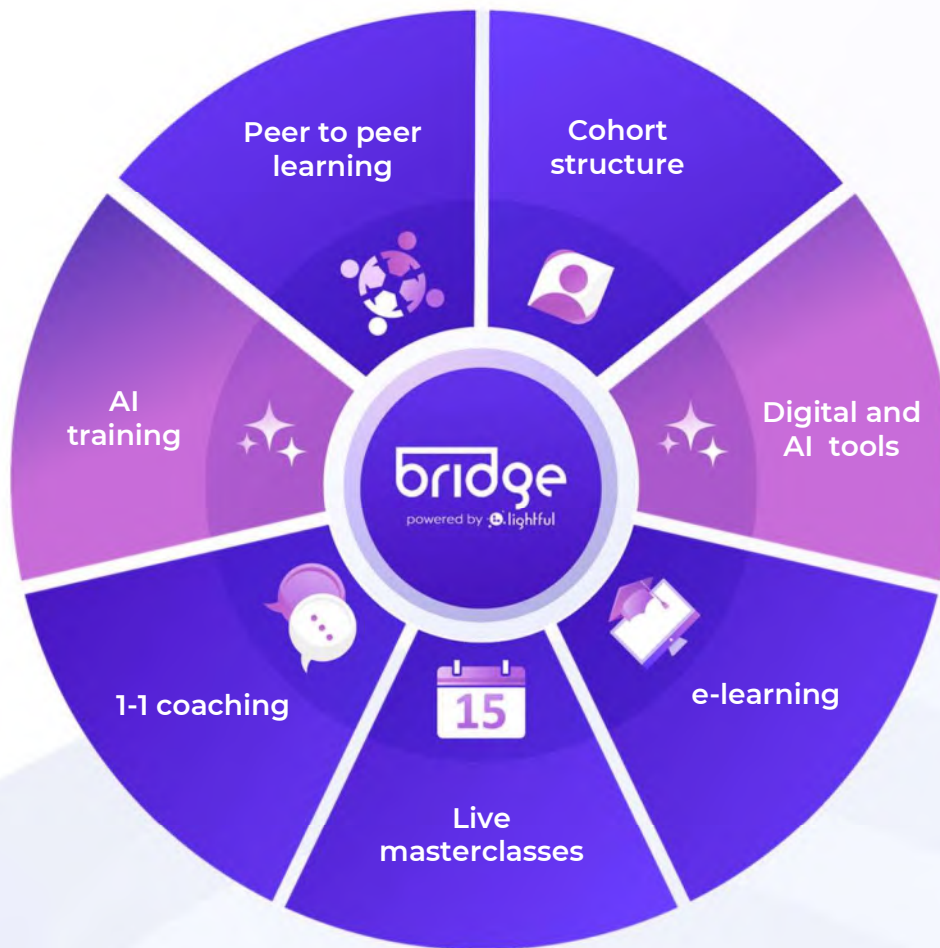 Peer to peer
learning
Cohort
structure
AI
training
Digital and
AI tools
bridge
powered by lightful
1-1 coaching
15
e-learning
Live
masterclasses